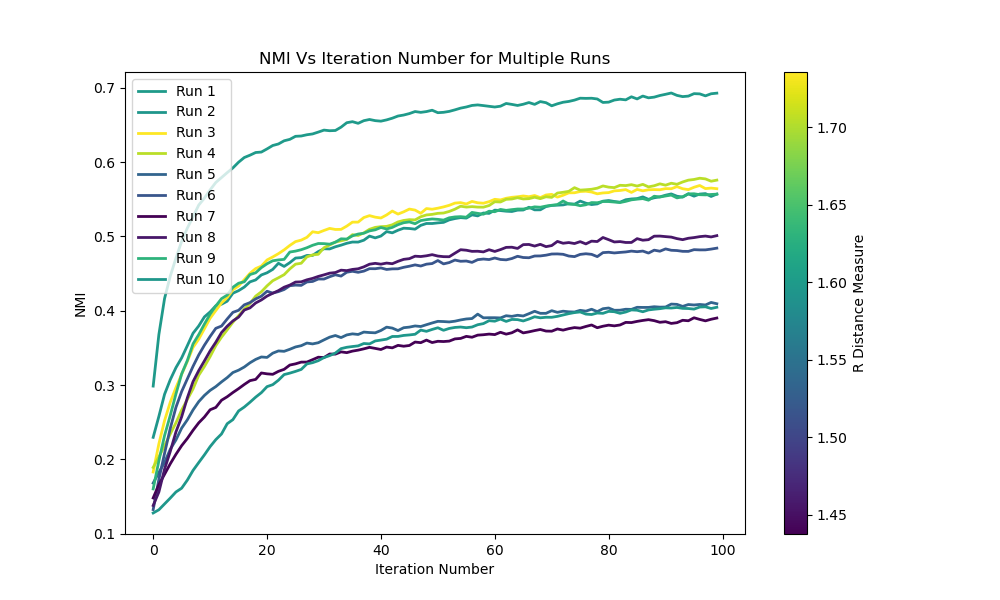 NMI Vs Iteration Number for Multiple Runs
0.7
0.6
0.5
0.4
0.3
0.2
0.1
NMI
Run 1
Run 2
Run 3
Run 4
Run 5
Run 6
Run 7
Run 8
Run 9
Run 10
0
20
40
60
80
100
Iteration Number
1.70
1.65
1.60
1.55
1.50
1.45
R Distance Measure